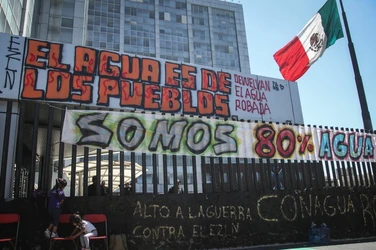 EZLN
EL AGUA ES DE
LOS PUEBLOS
DEVUELVAN
EL AGUA
ROBADA
SOMOS 80% AGUA
ALTO A LA GUERRA
CONTRA EL EZLN
CONAGUA